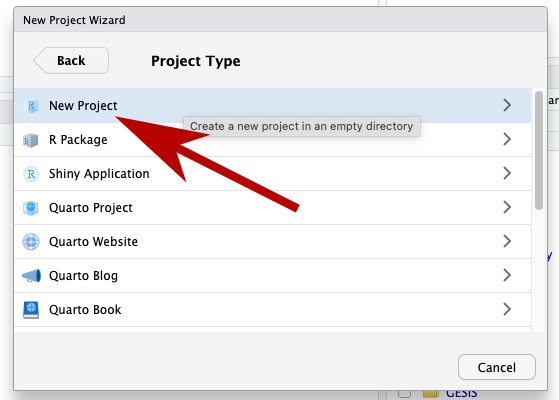 New Project Wizard
Back
Project Type
New Project
Create a new project in an empty directory
R Package
Shiny Application
Quarto Project
Quarto Website
Quarto Blog
Quarto Book
Cancel
GESIS